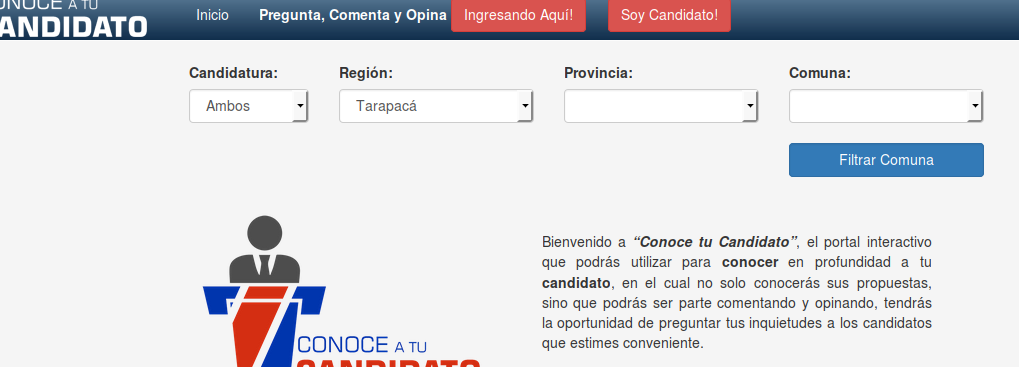 CONOCE A TU
CANDIDATO
Inicio Pregunta, Comenta y Opina Ingresando Aquí! Soy Candidato!
Candidatura: Región: Provincia: Comuna:
Ambos Tarapacá
Filtrar Comuna
Bienvenido a “Conoce tu Candidato”, el portal interactivo
que podrás utilizar para conocer en profundidad a tu
candidato, en el cual no solo conocerás sus propuestas,
sino que podrás ser parte comentando y opinando, tendrás
la oportunidad de preguntar tus inquietudes a los candidatos
que estimes conveniente.
CONOCE A TU
CANDIDATO